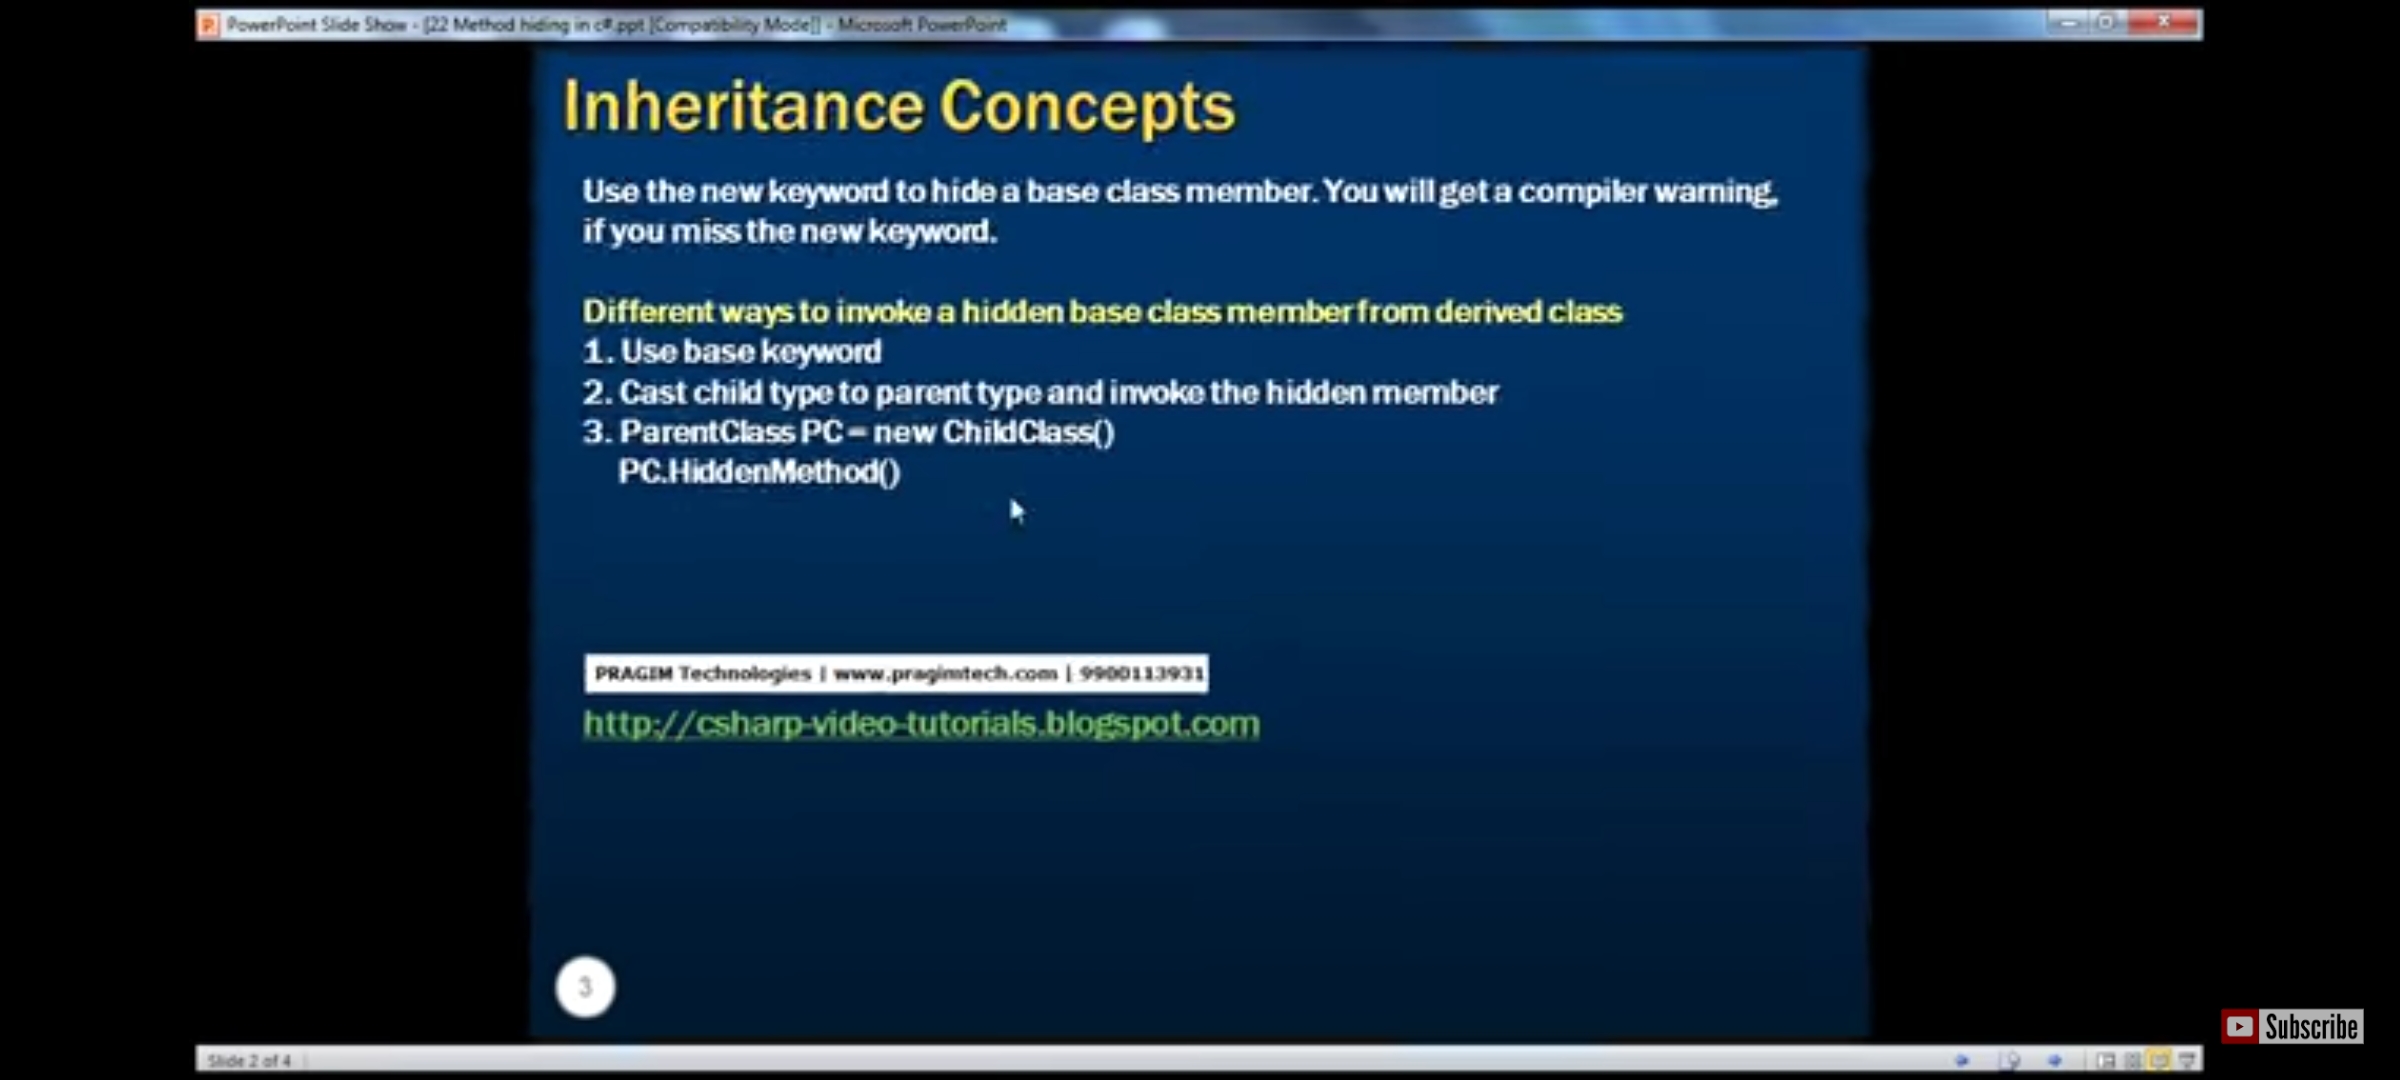 PowerPoint Slide Show - [22 Method hiding in c#.ppt [Compatibility Mode]] - Microsoft PowerPoint
Inheritance Concepts
Use the new keyword to hide a base class member. You will get a compiler warning,
if you miss the new keyword.
Different ways to invoke a hidden base class member from derived class
1. Use base keyword
2. Cast child type to parent type and invoke the hidden member
3. ParentClass PC = new ChildClass()
PC.HiddenMethod()
PRAGIM Technologies | www.pragimtech.com | 9900113931
http://csharp-video-tutorials.blogspot.com
3
Subscribe
Slide 2 of 4